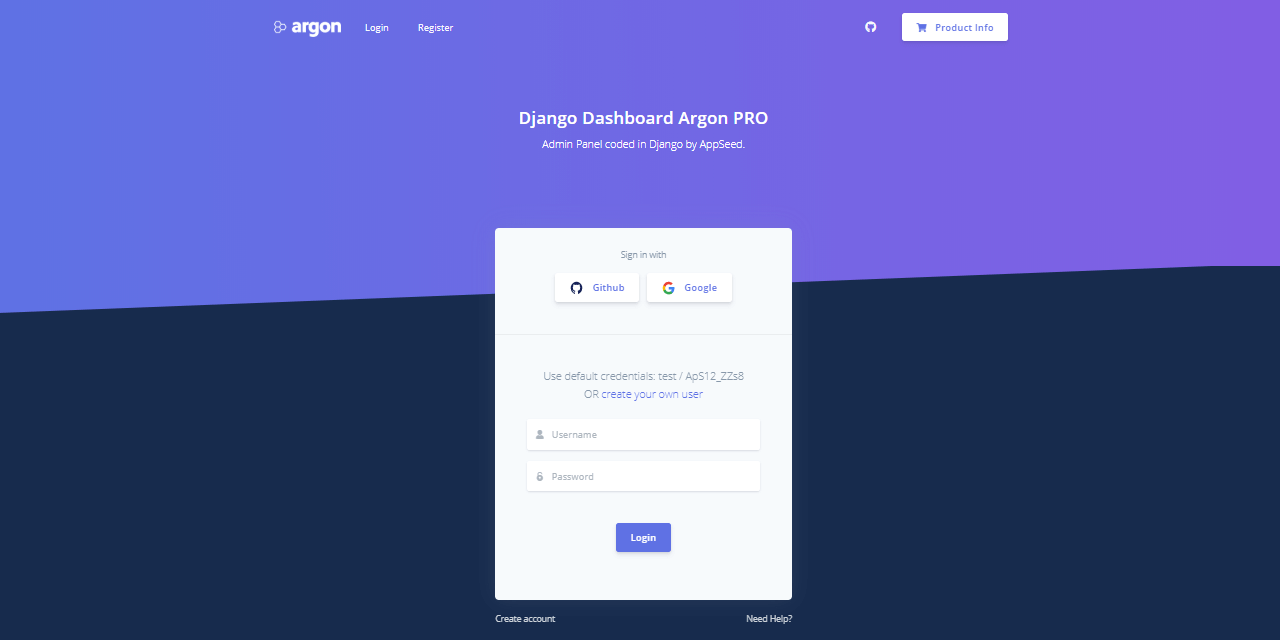 argon Login Register Product Info
Django Dashboard Argon PRO
Admin Panel coded in Django by AppSeed.
Sign in with
Github Google
Use default credentials: test / ApS12_ZZs8
OR create your own user
Username
Password
Login
Create account Need Help?